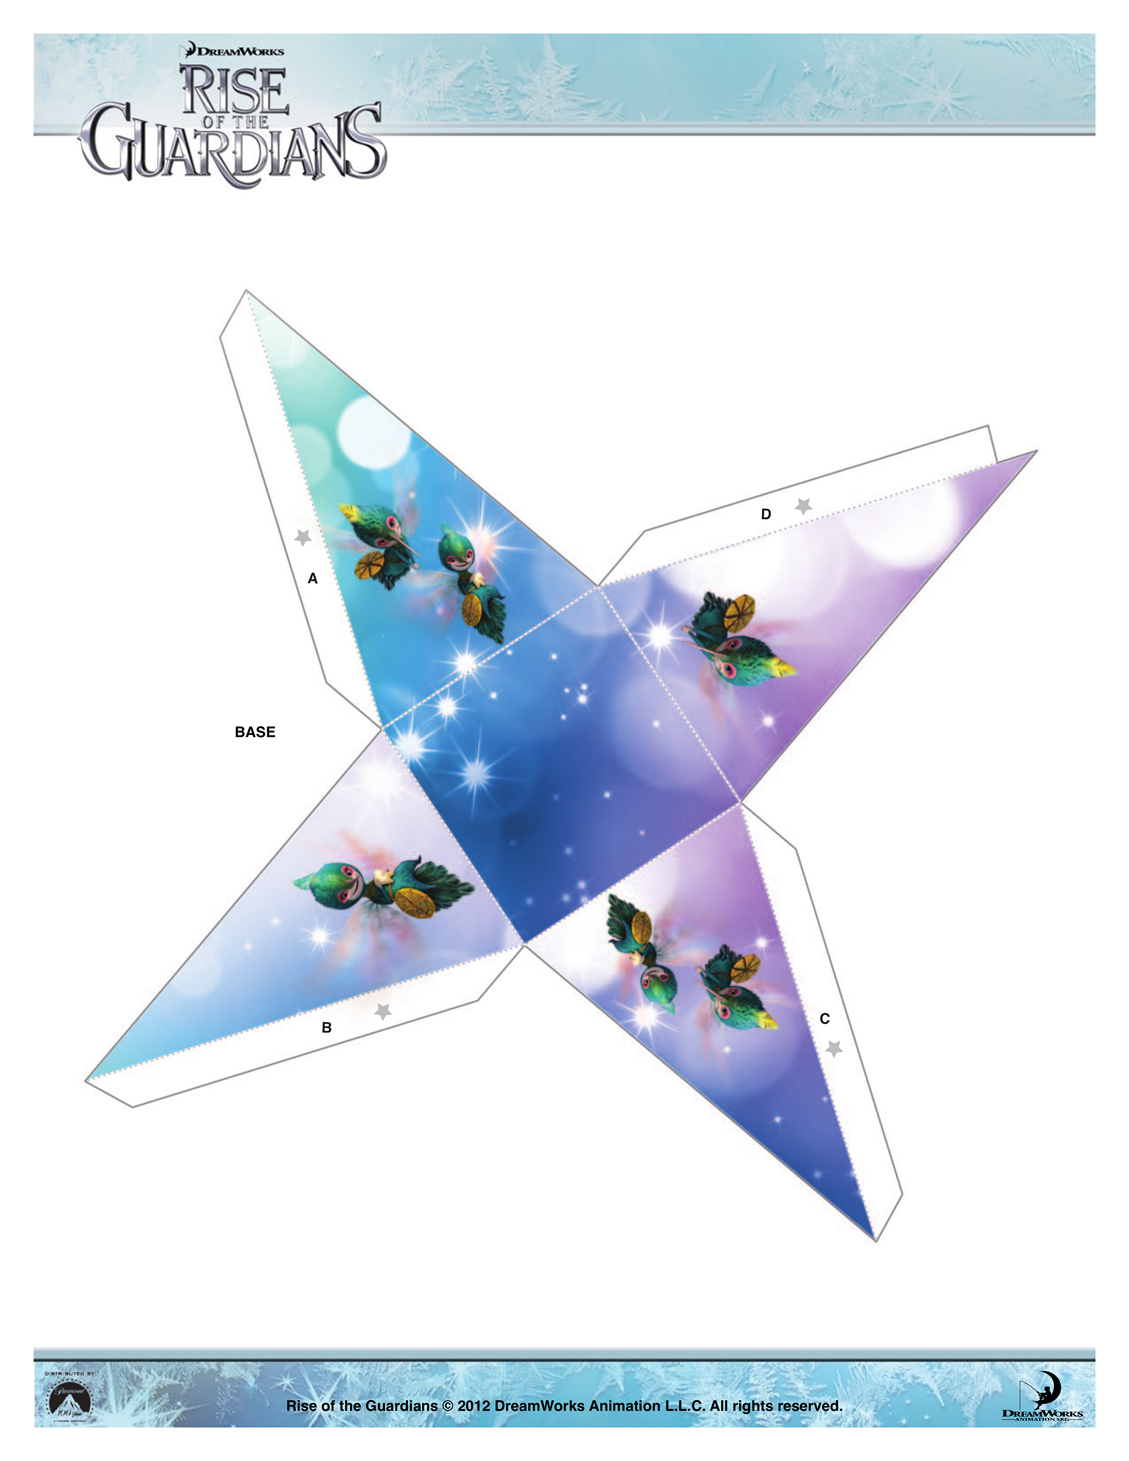 DREAMWORKS
RISE
OF THE
GUARDIANS
D
A
BASE
B
C
DISTRIBUTED BY
Paramount
100 Years
Rise of the Guardians © 2012 DreamWorks Animation L.L.C. All rights reserved.
DREAMWORKS
ANIMATION SKG